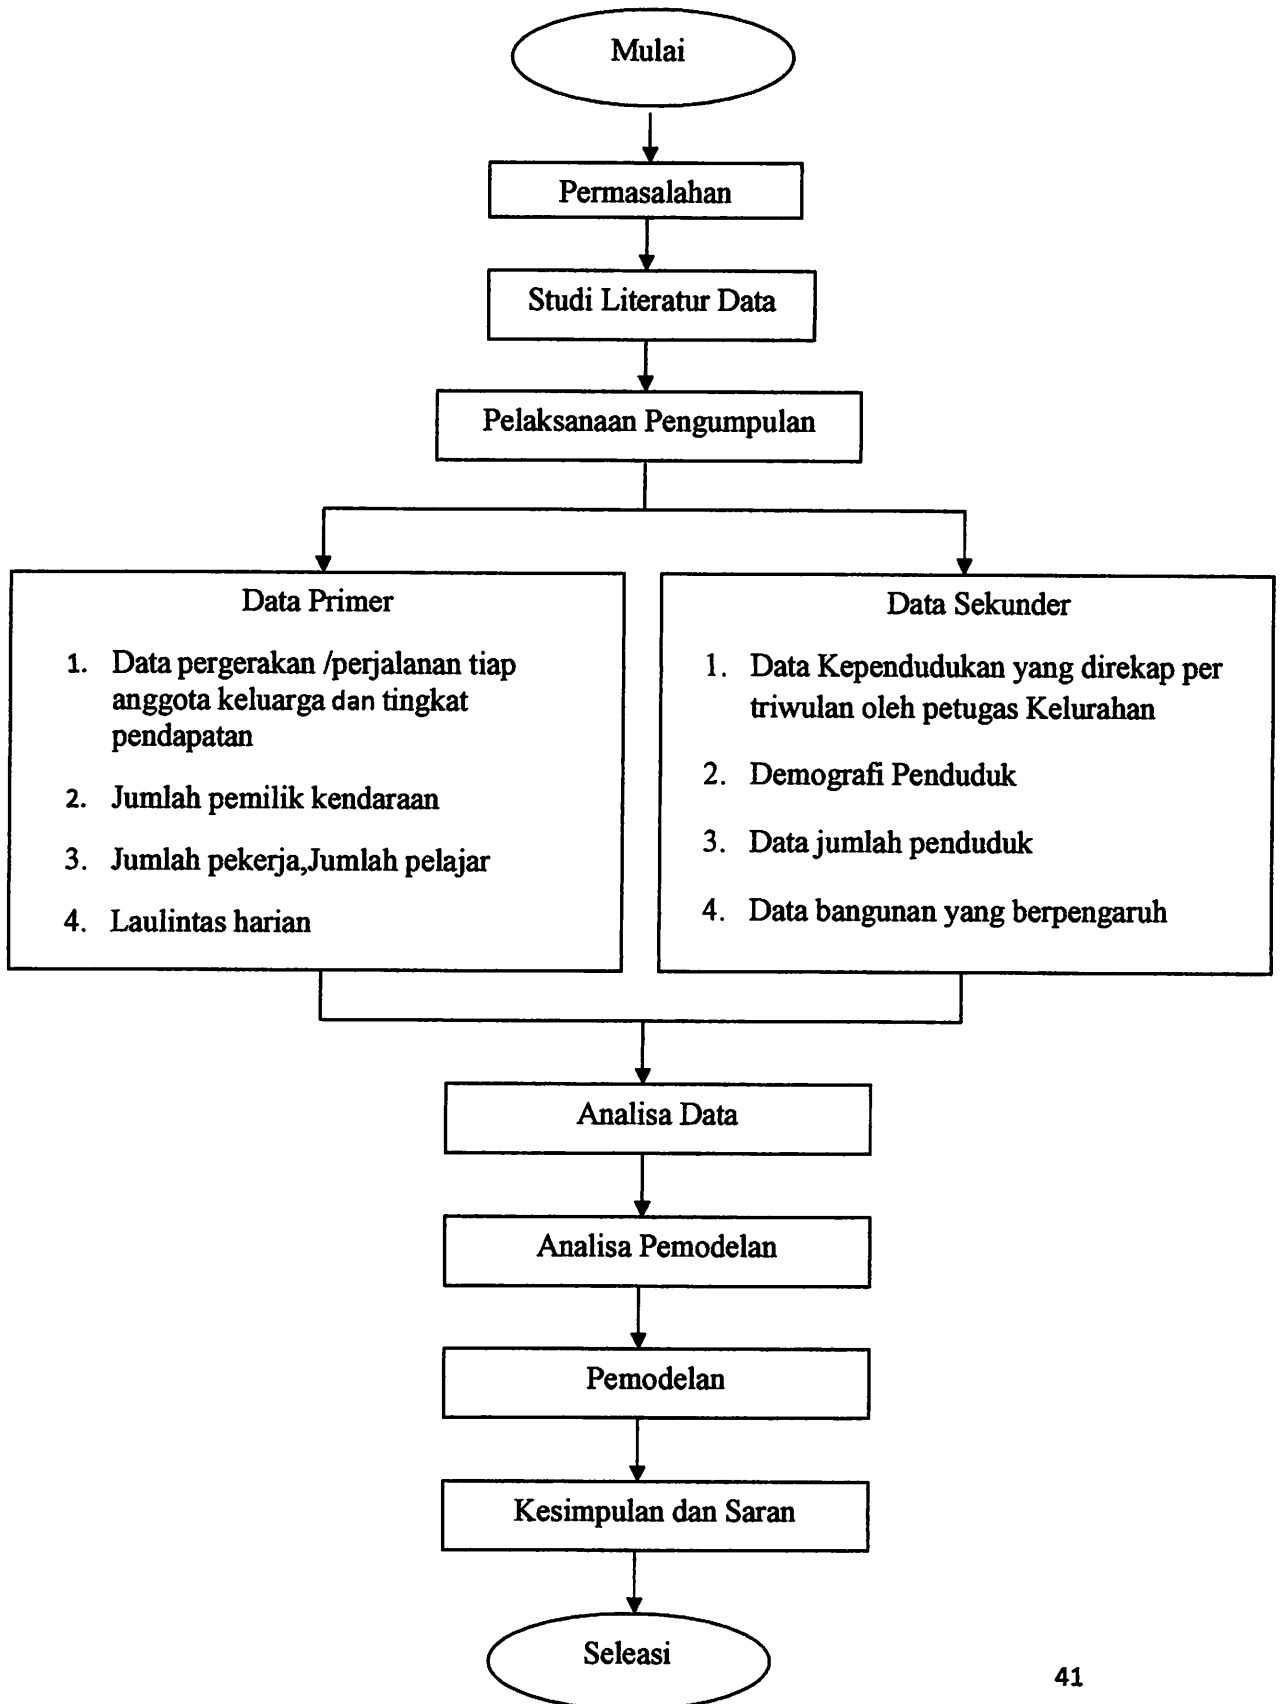 Mulai
Permasalahan
Studi Literatur Data
Pelaksanaan Pengumpulan
Data Primer
1. Data pergerakan /perjalanan tiap
anggota keluarga dan tingkat
pendapatan
2. Jumlah pemilik kendaraan
3. Jumlah pekerja,Jumlah pelajar
4. Laulintas harian
Data Sekunder
1. Data Kependudukan yang direkap per
triwulan oleh petugas Kelurahan
2. Demografi Penduduk
3. Data jumlah penduduk
4. Data bangunan yang berpengaruh
Analisa Data
Analisa Pemodelan
Pemodelan
Kesimpulan dan Saran
Seleasi
41